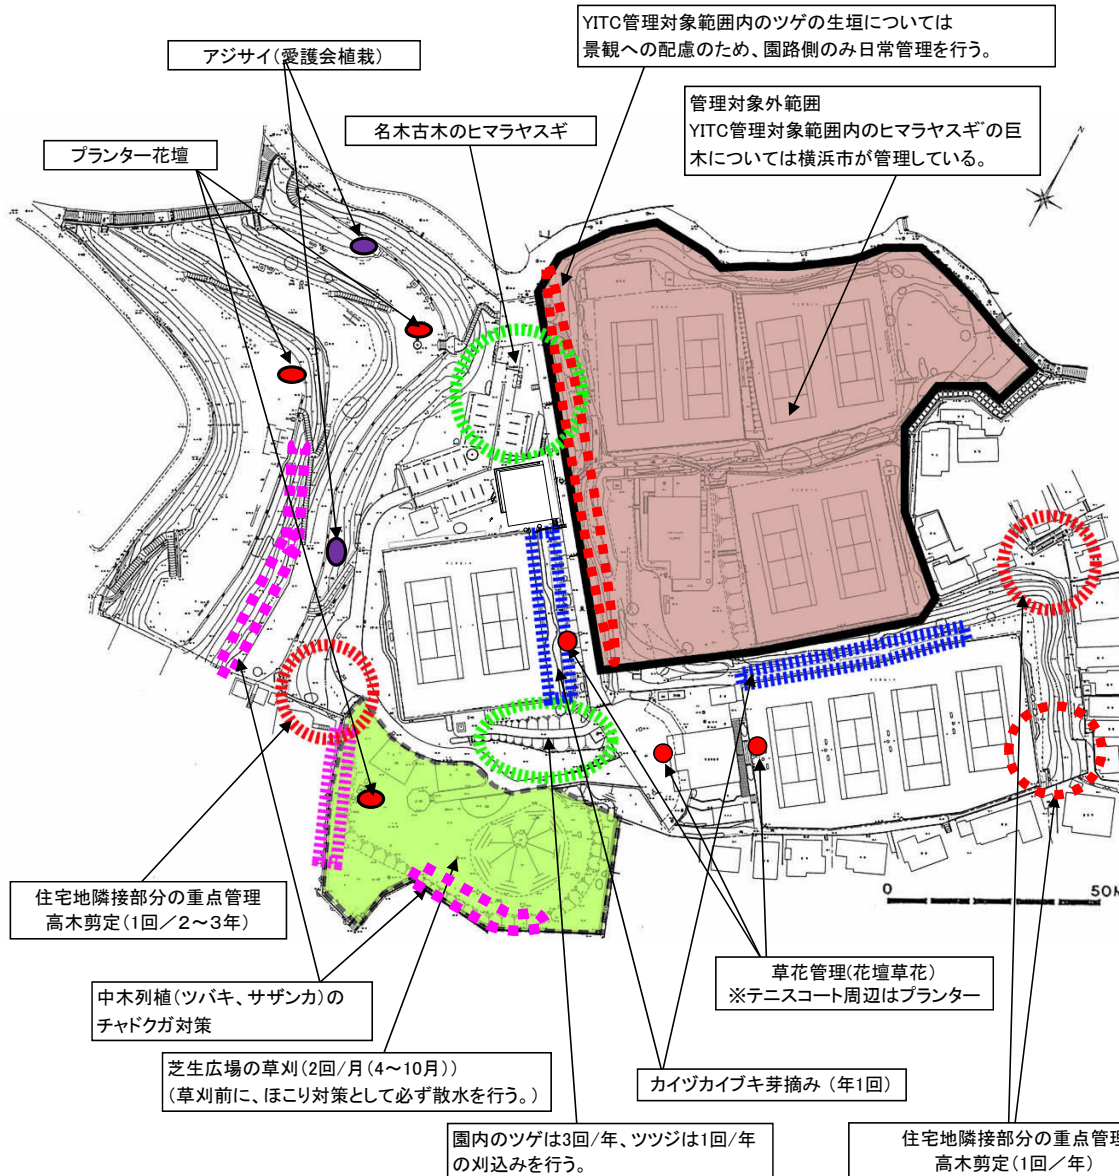 YITC管理対象範囲内のツゲの生垣については
景観への配慮のため、園路側のみ日常管理を行う。
アジサイ(愛護会植栽)
管理対象外範囲
YITC管理対象範囲内のヒマラヤスギの巨
木については横浜市が管理している。
名木古木のヒマラヤスギ
プランター花壇
N
0
50M
住宅地隣接部分の重点管理
高木剪定(1回/2~3年)
草花管理(花壇草花)
※テニスコート周辺はプランター
中木列植(ツバキ、サザンカ)の
チャドクガ対策
芝生広場の草刈(2回/月(4~10月))
(草刈前に、ほこり対策として必ず散水を行う。)
カイヅカイブキ芽摘み (年1回)
園内のツゲは3回/年、ツツジは1回/年
の刈込みを行う。
住宅地隣接部分の重点管理
高木剪定(1回/年)